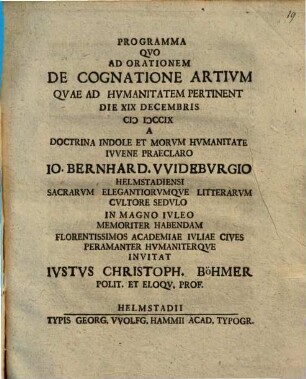 19
PROGRAMMA
QVO
AD ORATIONEM
DE COGNATIONE ARTIVM
QVAE AD HVMANITATEM PERTINENT
DIE XIX DECEMBRIS
CIↃ IↃCCIX
A
DOCTRINA INDOLE ET MORVM HVMANITATE
IVVENE PRAECLARO
IO. BERNHARD. VVIDEBVRGIO
HELMSTADIENSI
SACRARVM ELEGANTIORVMQVE LITTERARVM
CVLTORE SEDVLO
IN MAGNO IVLEO
MEMORITER HABENDAM
FLORENTISSIMOS ACADEMIAE IVLIAE CIVES
PERAMANTER HVMANITERQVE
INVITAT
IVSTVS CHRISTOPH. BöHMER
POLIT. ET ELOQV. PROF.
HELMSTADII
TYPIS GEORG. VVOLFG. HAMMII ACAD. TYPOGR.